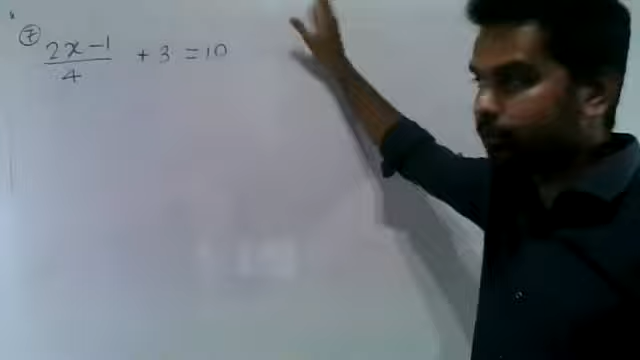 ⑦ (2x-1)/4 + 3 = 10